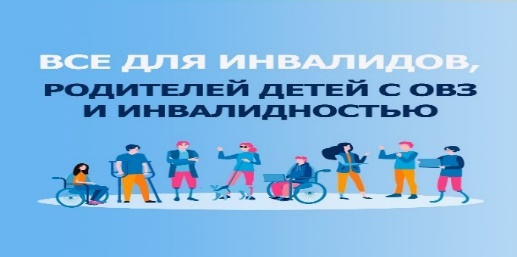 ВСЕ ДЛЯ ИНВАЛИДОВ,
РОДИТЕЛЕЙ ДЕТЕЙ С ОВЗ
И ИНВАЛИДНОСТЬЮ